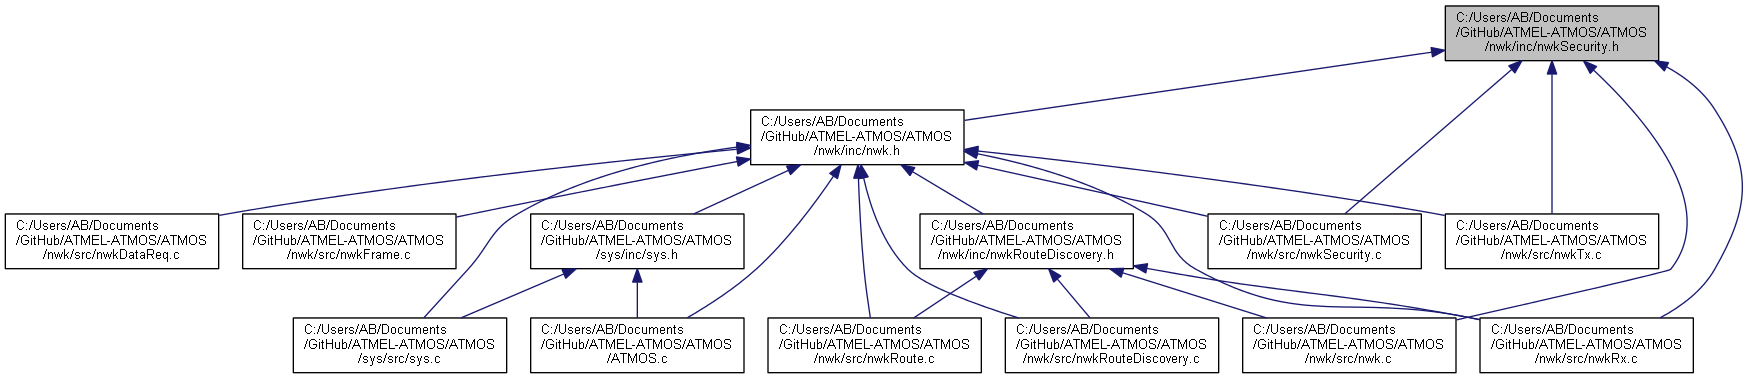 C:/Users/AB/Documents
/GitHub/ATMEL-ATMOS/ATMOS
/nwk/inc/nwkSecurity.h
C:/Users/AB/Documents
/GitHub/ATMEL-ATMOS/ATMOS
/nwk/inc/nwk.h
C:/Users/AB/Documents
/GitHub/ATMEL-ATMOS/ATMOS
/nwk/src/nwkDataReq.c
C:/Users/AB/Documents
/GitHub/ATMEL-ATMOS/ATMOS
/nwk/src/nwkFrame.c
C:/Users/AB/Documents
/GitHub/ATMEL-ATMOS/ATMOS
/sys/inc/sys.h
C:/Users/AB/Documents
/GitHub/ATMEL-ATMOS/ATMOS
/nwk/inc/nwkRouteDiscovery.h
C:/Users/AB/Documents
/GitHub/ATMEL-ATMOS/ATMOS
/nwk/src/nwkSecurity.c
C:/Users/AB/Documents
/GitHub/ATMEL-ATMOS/ATMOS
/nwk/src/nwkTx.c
C:/Users/AB/Documents
/GitHub/ATMEL-ATMOS/ATMOS
/sys/src/sys.c
C:/Users/AB/Documents
/GitHub/ATMEL-ATMOS/ATMOS
/ATMOS.c
C:/Users/AB/Documents
/GitHub/ATMEL-ATMOS/ATMOS
/nwk/src/nwkRoute.c
C:/Users/AB/Documents
/GitHub/ATMEL-ATMOS/ATMOS
/nwk/src/nwkRouteDiscovery.c
C:/Users/AB/Documents
/GitHub/ATMEL-ATMOS/ATMOS
/nwk/src/nwk.c
C:/Users/AB/Documents
/GitHub/ATMEL-ATMOS/ATMOS
/nwk/src/nwkRx.c